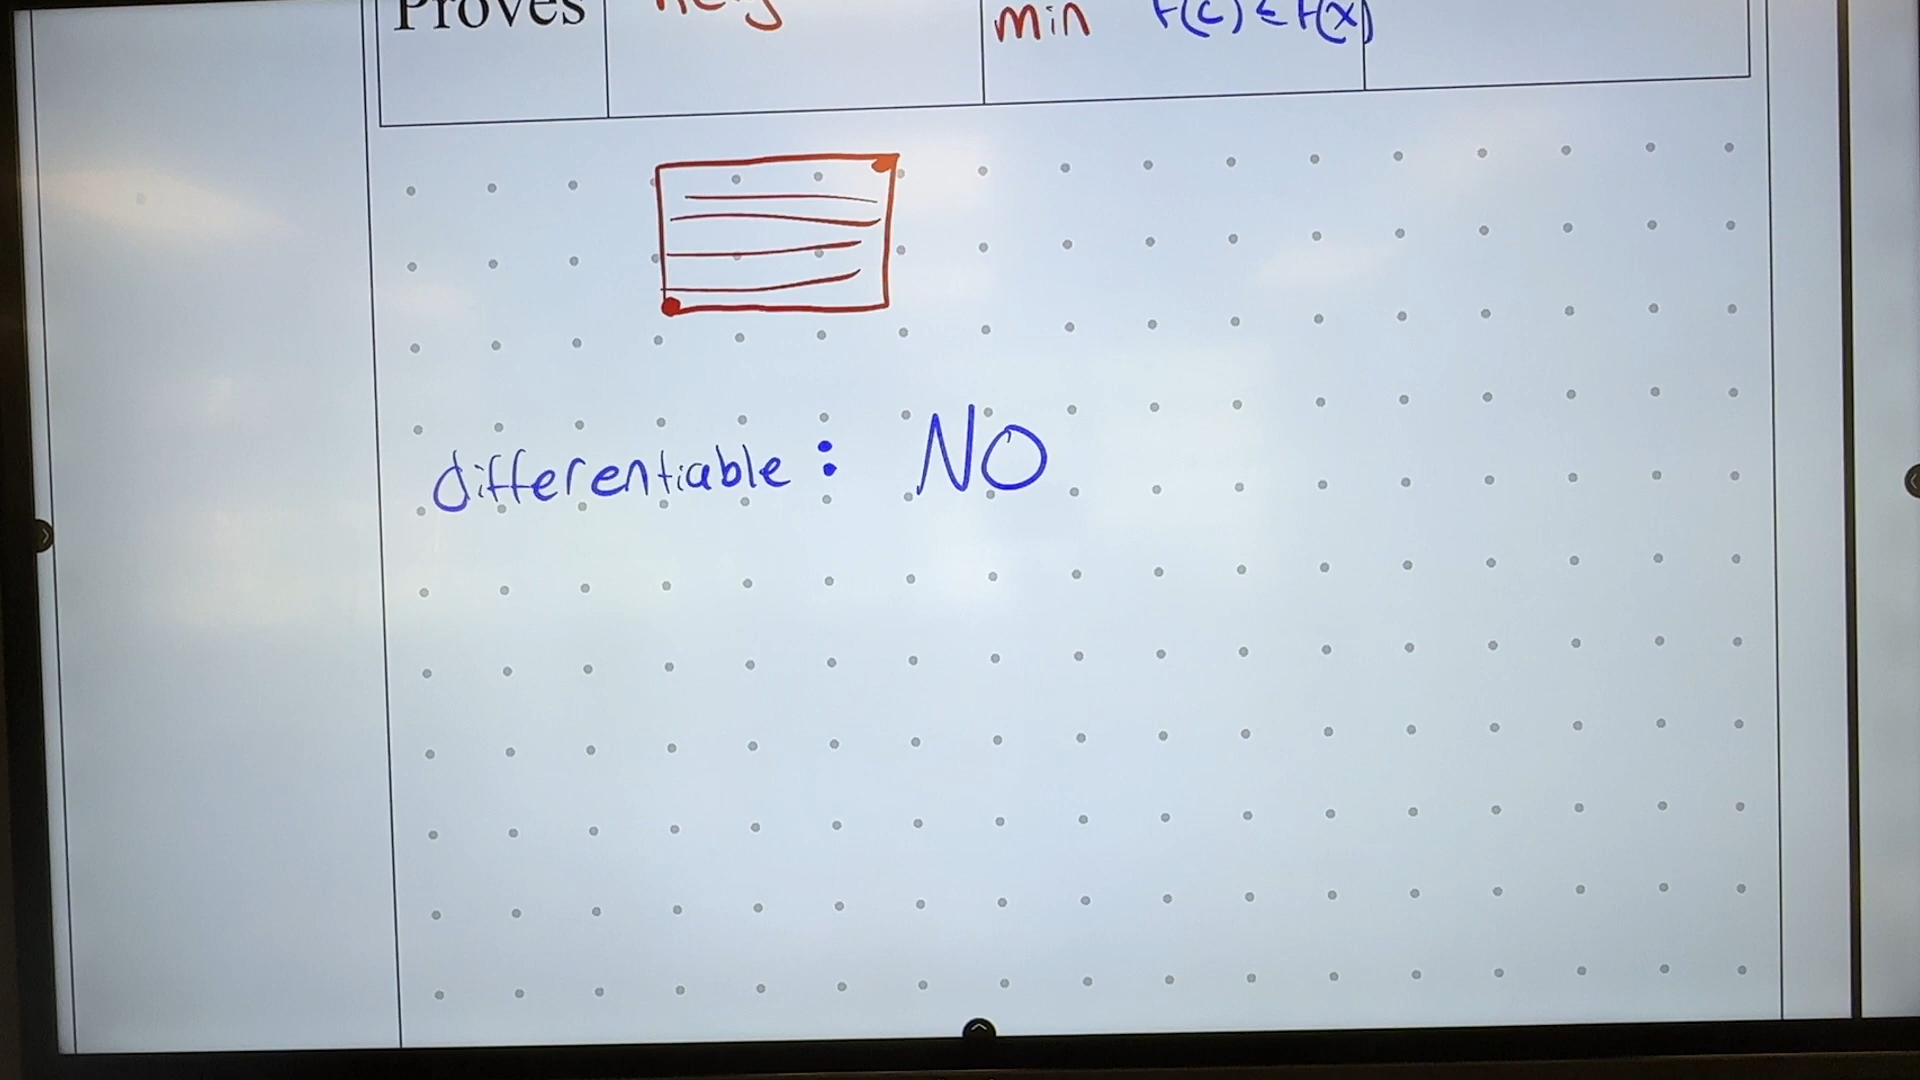 Proves
min f(c) ≤ f(x)
differentiable: NO